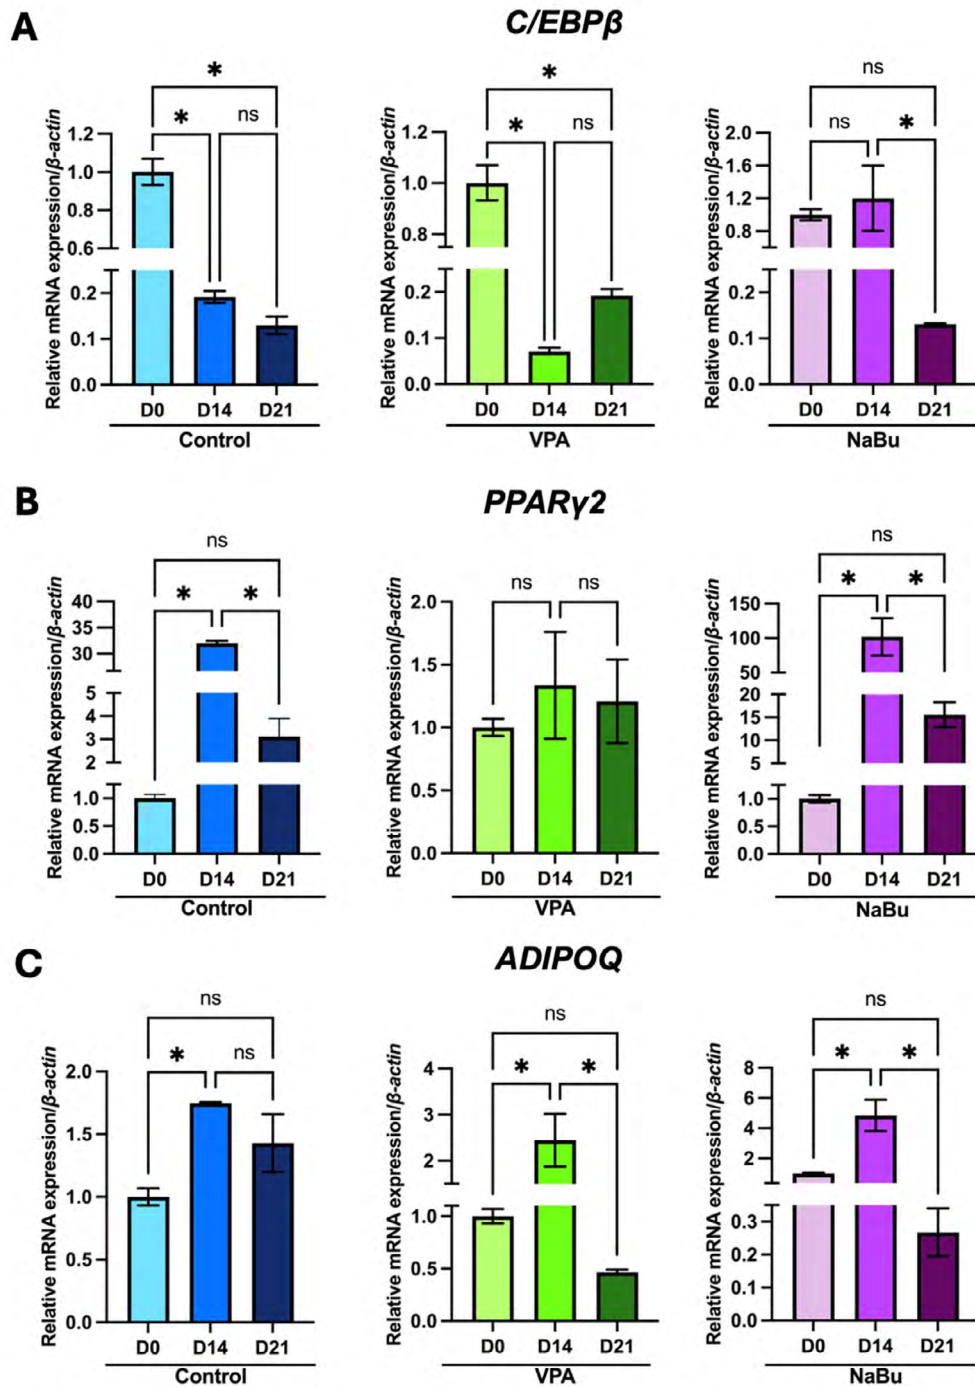 A
C/EBPβ
* ns
* ns *
* ns
ns
ns *
Relative mRNA expression/β-actin
1.2
1.0
0.8
0.6
0.2
0.1
0.0
D0 D14 D21
Control
Relative mRNA expression/β-actin
1.2
1.0
0.8
0.2
0.1
0.0
D0 D14 D21
VPA
Relative mRNA expression/β-actin
2.0
1.6
1.2
0.8
0.2
0.1
0.0
D0 D14 D21
NaBu
B
PPARγ2
ns
* *
Relative mRNA expression/β-actin
40
35
30
5
4
3
2
1.0
0.5
0.0
D0 D14 D21
Control
ns ns
Relative mRNA expression/β-actin
2.0
1.5
1.0
0.5
0.0
D0 D14 D21
VPA
ns
* *
Relative mRNA expression/β-actin
150
100
50
20
15
10
5
1.0
0.5
0.0
D0 D14 D21
NaBu
C
ADIPOQ
ns
* ns
Relative mRNA expression/β-actin
2.0
1.5
1.0
0.5
0.0
D0 D14 D21
Control
ns
* *
Relative mRNA expression/β-actin
4
3
2
1.0
0.5
0.0
D0 D14 D21
VPA
ns
* *
Relative mRNA expression/β-actin
8
6
4
2
0.3
0.2
0.1
0.0
D0 D14 D21
NaBu